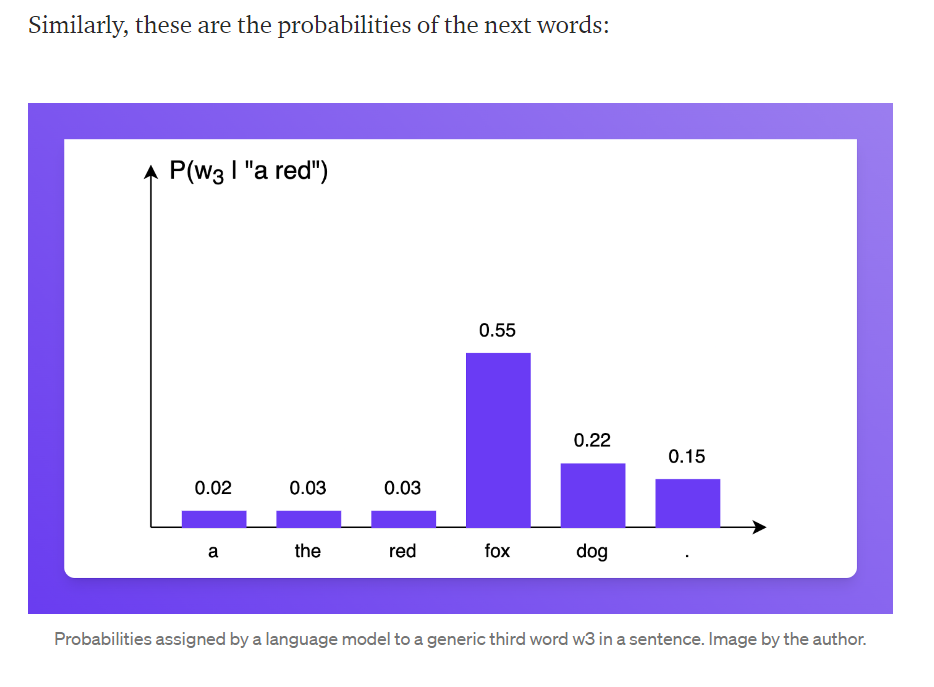 Similarly, these are the probabilities of the next words:
P(w3 | "a red")
0.55
0.22
0.15
0.02 0.03 0.03
a the red fox dog .
Probabilities assigned by a language model to a generic third word w3 in a sentence. Image by the author.